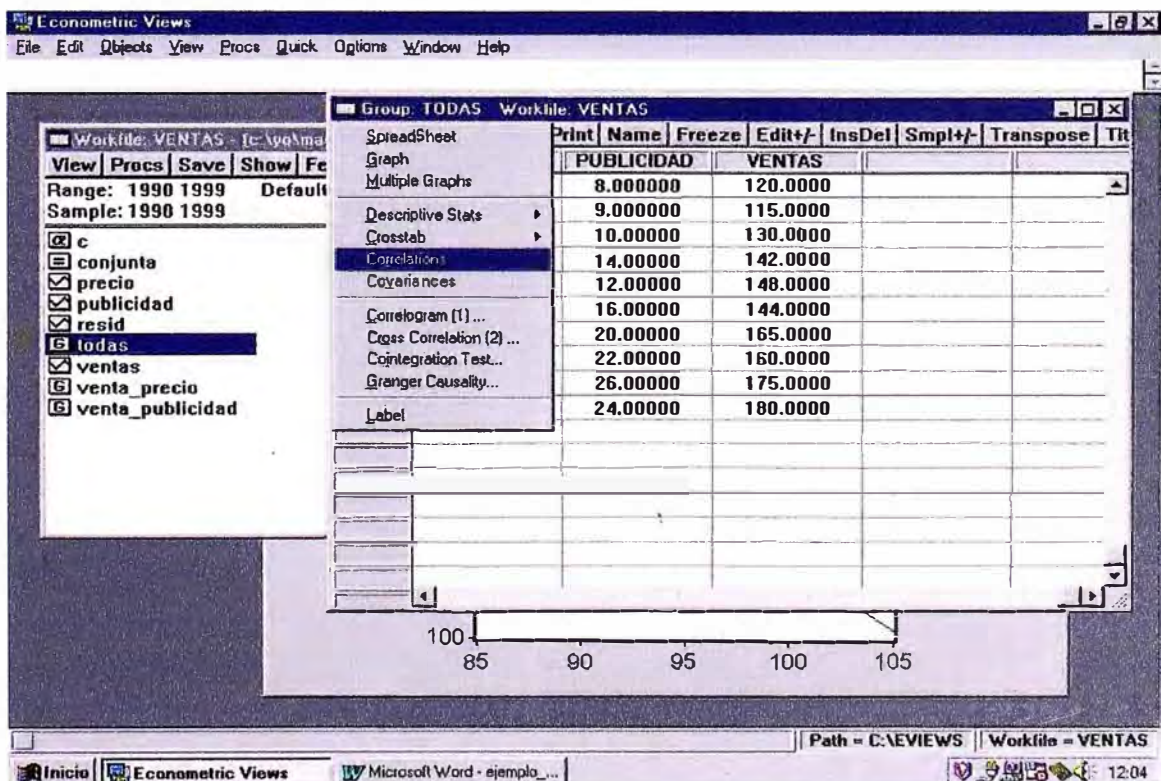 Econometric Views
File Edit Objects View Procs Quick Options Window Help
Group: TODAS Workfile: VENTAS
Print Name Freeze Edit+/- InsDel Smpl+/- Transpose Tit
Workfile: VENTAS
View Procs Save Show Fe
Range: 1990 1999 Default
Sample: 1990 1999
c
conjunta
precio
publicidad
resid
todas
ventas
venta_precio
venta_publicidad
SpreadSheet
Graph
Multiple Graphs
Descriptive Stats
Crosstab
Correlations
Covariances
Correlogram (1) ...
Cross Correlation (2) ...
Cointegration Test...
Granger Causality...
Label
PUBLICIDAD VENTAS
8.000000 120.0000
9.000000 115.0000
10.00000 130.0000
14.00000 142.0000
12.00000 148.0000
16.00000 144.0000
20.00000 165.0000
22.00000 160.0000
26.00000 175.0000
24.00000 180.0000
100
85 90 95 100 105
Path = C:\EVIEWS Workfile = VENTAS
Inicio Econometric Views Microsoft Word - ejemplo_... 12:04